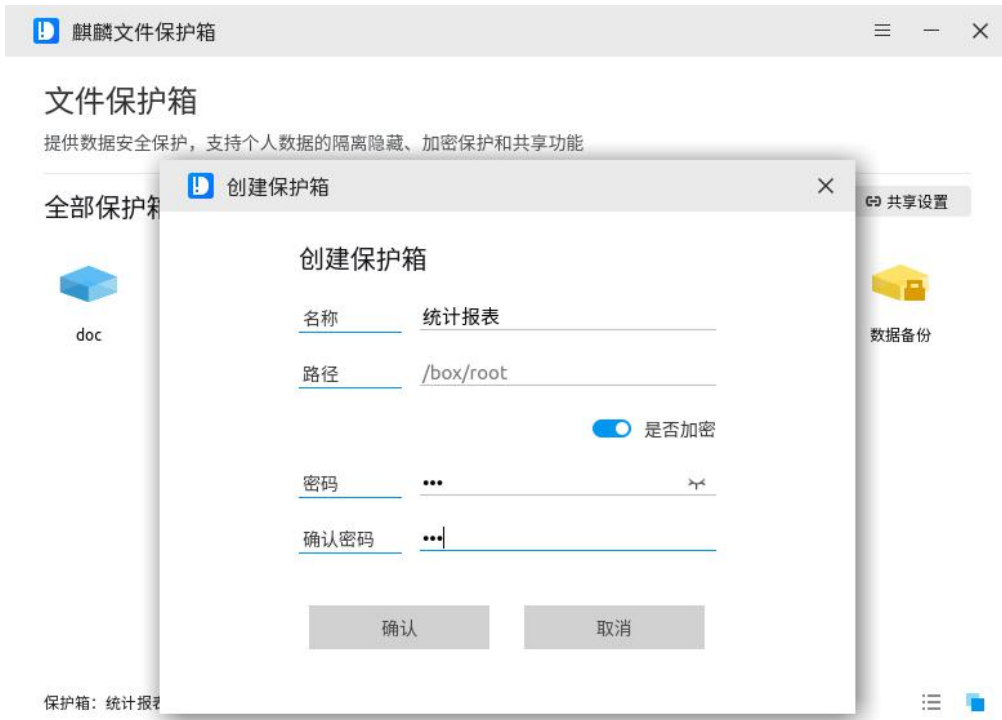 麒麟文件保护箱
文件保护箱
提供数据安全保护，支持个人数据的隔离隐藏、加密保护和共享功能
创建保护箱
全部保护
共享设置
创建保护箱
名称 统计报表
路径 /box/root
doc
数据备份
是否加密
密码 •••
确认密码 •••
确认 取消
保护箱：统计报